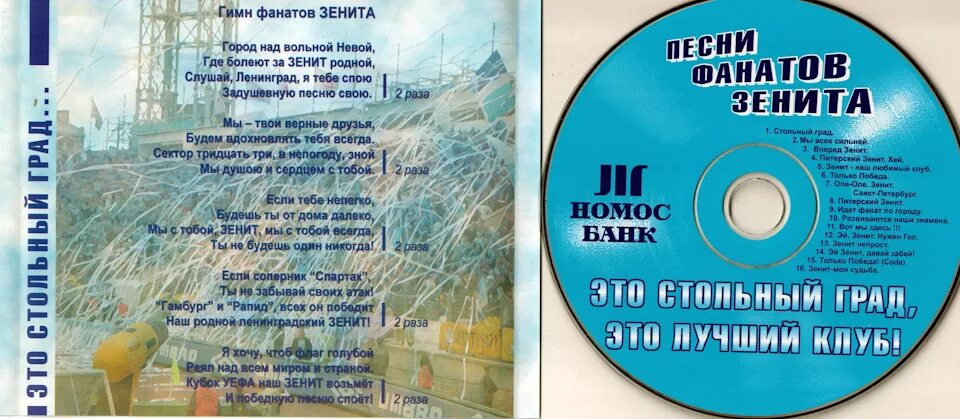 ЭТО СТОЛЬНЫЙ ГРАД...
Гимн фанатов ЗЕНИТА
Город над вольной Невой,
Где болеют за ЗЕНИТ родной,
Слушай, Ленинград, я тебе спою
Задушевную песню свою.
2 раза
Мы - твои верные друзья,
Будем вдохновлять тебя всегда.
Сектор тридцать три, в непогоду, зной
Мы душою и сердцем с тобой.
2 раза
Если тебе нелегко,
Будешь ты от дома далеко,
Мы с тобой, ЗЕНИТ, мы с тобой всегда,
Ты не будешь один никогда!
2 раза
Если соперник "Спартак",
Ты не забывай своих атак!
"Гамбург" и "Рапид", всех он победит
Наш родной ленинградский ЗЕНИТ!
2 раза
Я хочу, чтоб флаг голубой
Реял над всем миром и страной.
Кубок УЕФА наш ЗЕНИТ возьмёт
И победную песню споёт!
2 раза
ПЕСНИ
ФАНАТОВ
ЗЕНИТА
1. Стольный град.
2. Мы всех сильней.
3. Вперед Зенит.
4. Питерский Зенит. Хей.
5. Зенит - наш любимый клуб.
6. Только Победа.
7. Оле-Оле. Зенит.
Санкт-Петербург.
8. Питерский Зенит.
9. Идет фанат по городу.
10. Развиваются наши знамена.
11. Вот мы здесь !!!
12. Эй, Зенит. Нужен Гол.
13. Зенит непрост.
14. Эй Зенит, давай забей!
15. Только Победа! (Coda)
16. Зенит-моя судьба.
НОМОС
БАНК
ЭТО СТОЛЬНЫЙ ГРАД,
ЭТО ЛУЧШИЙ КЛУБ!